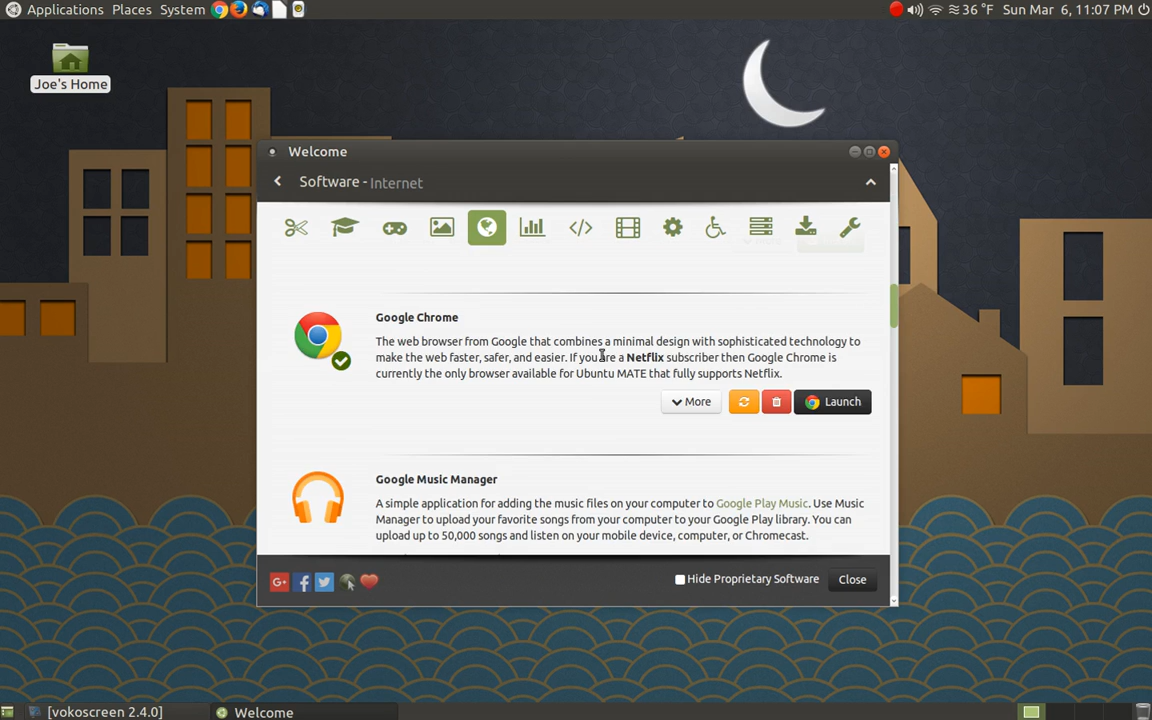 Applications Places System
36 °F Sun Mar 6, 11:07 PM
Joe's Home
Welcome
Software - Internet
Google Chrome
The web browser from Google that combines a minimal design with sophisticated technology to
make the web faster, safer, and easier. If you are a Netflix subscriber then Google Chrome is
currently the only browser available for Ubuntu MATE that fully supports Netflix.
More
Launch
Google Music Manager
A simple application for adding the music files on your computer to Google Play Music. Use Music
Manager to upload your favorite songs from your computer to your Google Play library. You can
upload up to 50,000 songs and listen on your mobile device, computer, or Chromecast.
G+
Hide Proprietary Software
Close
[vokoscreen 2.4.0]
Welcome